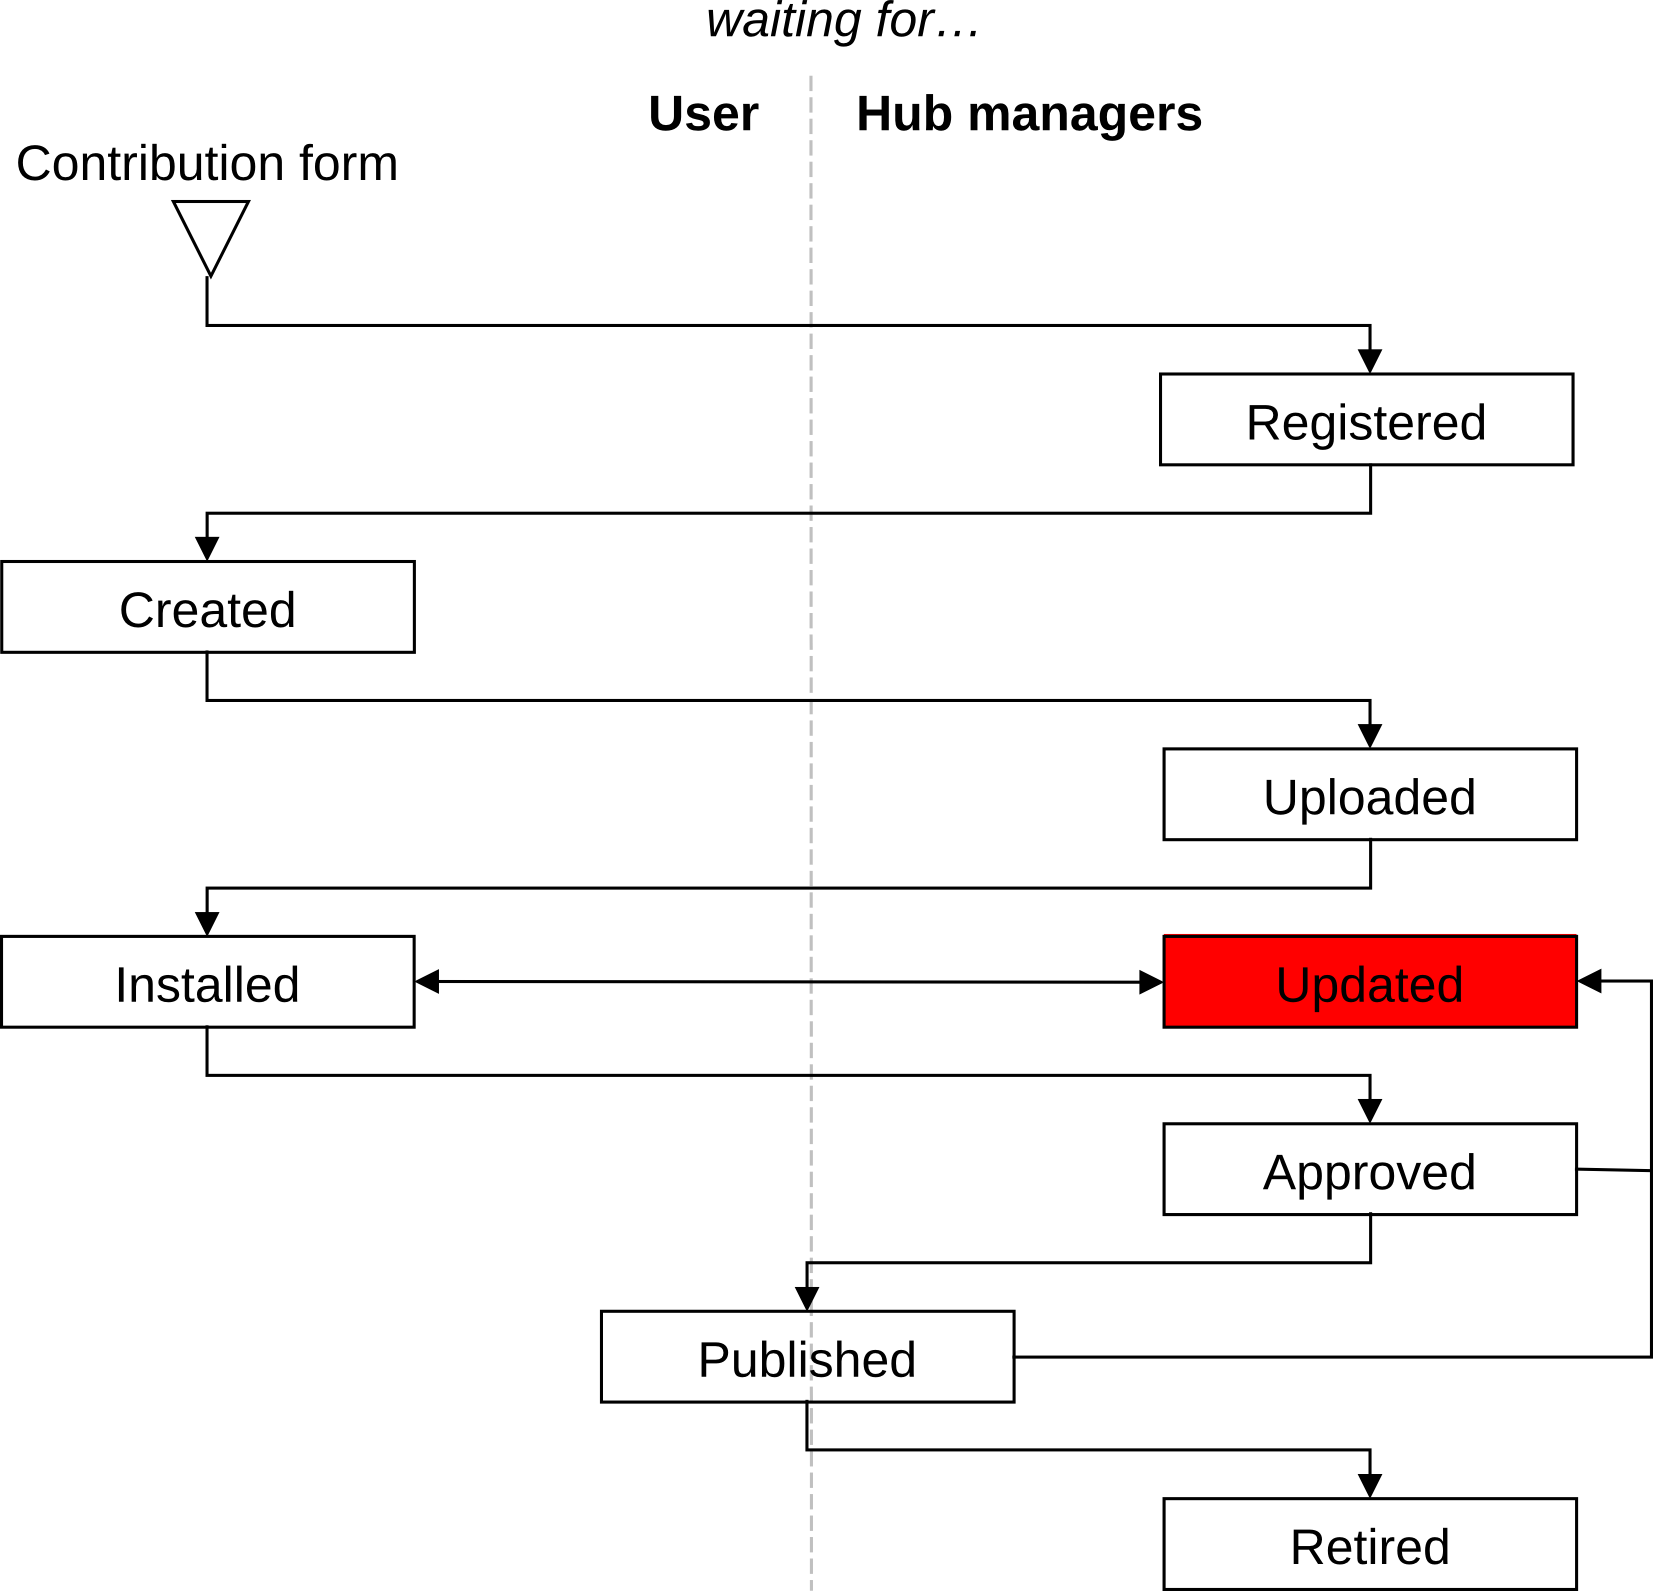 waiting for…
User
Hub managers
Contribution form
Registered
Created
Uploaded
Installed
Updated
Approved
Published
Retired